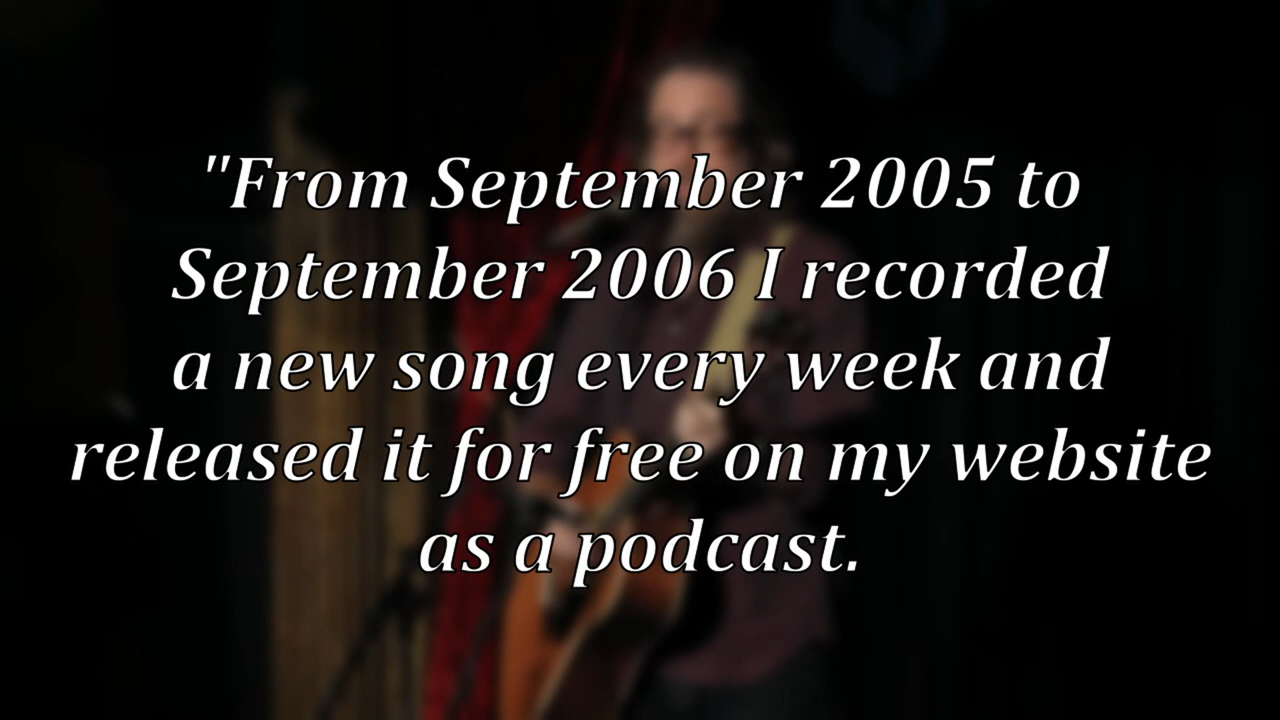 "From September 2005 to
September 2006 I recorded
a new song every week and
released it for free on my website
as a podcast.